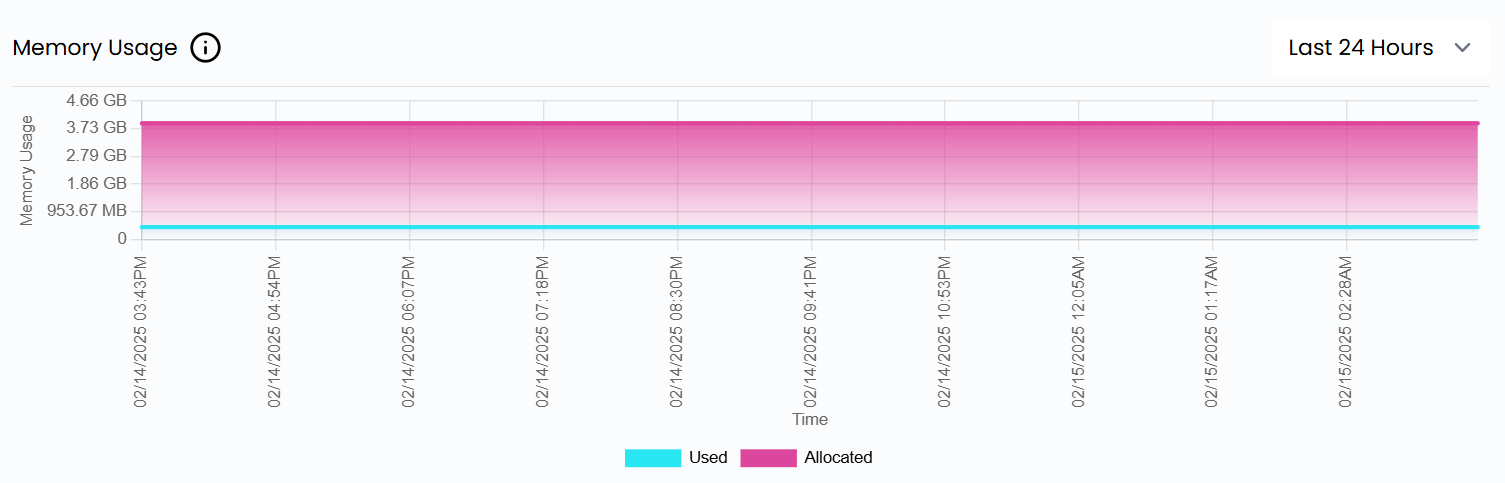 Memory Usage
Last 24 Hours
Memory Usage
4.66 GB
3.73 GB
2.79 GB
1.86 GB
953.67 MB
0
02/14/2025 03:43PM
02/14/2025 04:54PM
02/14/2025 06:07PM
02/14/2025 07:18PM
02/14/2025 08:30PM
02/14/2025 09:41PM
02/14/2025 10:53PM
02/15/2025 12:05AM
02/15/2025 01:17AM
02/15/2025 02:28AM
Time
Used
Allocated